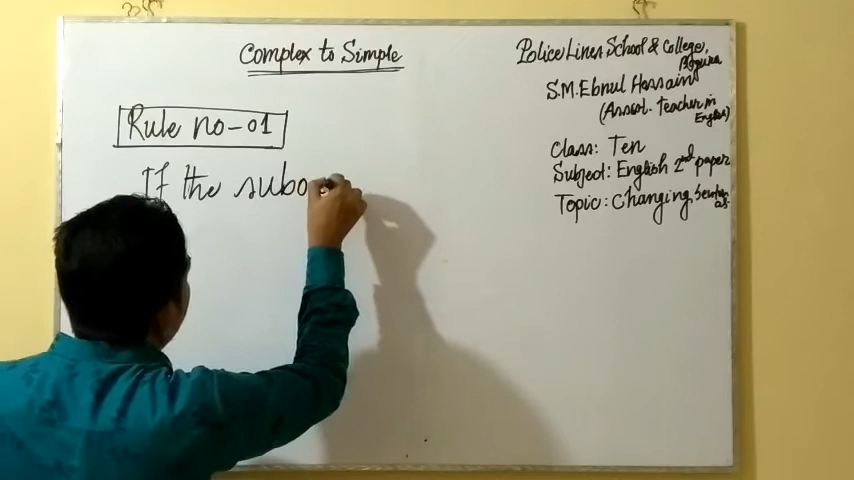 Complex to Simple
Rule no-01
If the subo
Police Lines School & College,
Bogura
S.M. Ebnul Hossain
(Assist. Teacher in
English)
Class: Ten
Subject: English 2nd paper
Topic: Changing Senten